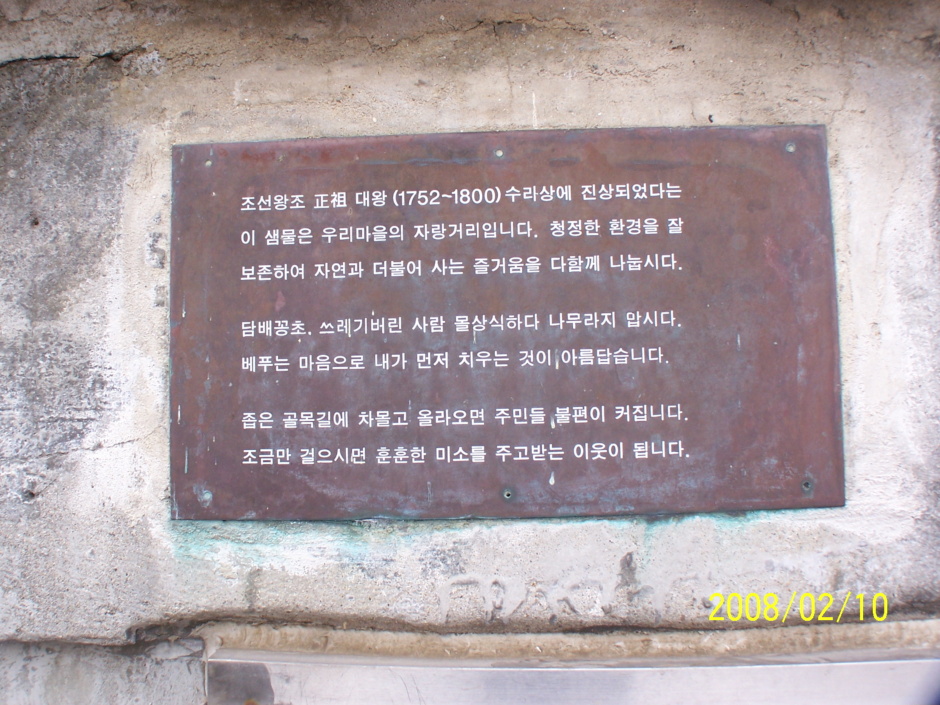 조선왕조 正祖 대왕(1752~1800)수라상에 진상되었다는
이 샘물은 우리마을의 자랑거리입니다. 청정한 환경을 잘
보존하여 자연과 더불어 사는 즐거움을 다함께 나눕시다.
담배꽁초. 쓰레기버린 사람 몰상식하다 나무라지 맙시다.
베푸는 마음으로 내가 먼저 치우는 것이 아름답습니다.
좁은 골목길에 차몰고 올라오면 주민들 불편이 커집니다.
조금만 걸으시면 훈훈한 미소를 주고받는 이웃이 됩니다.
2008/02/10